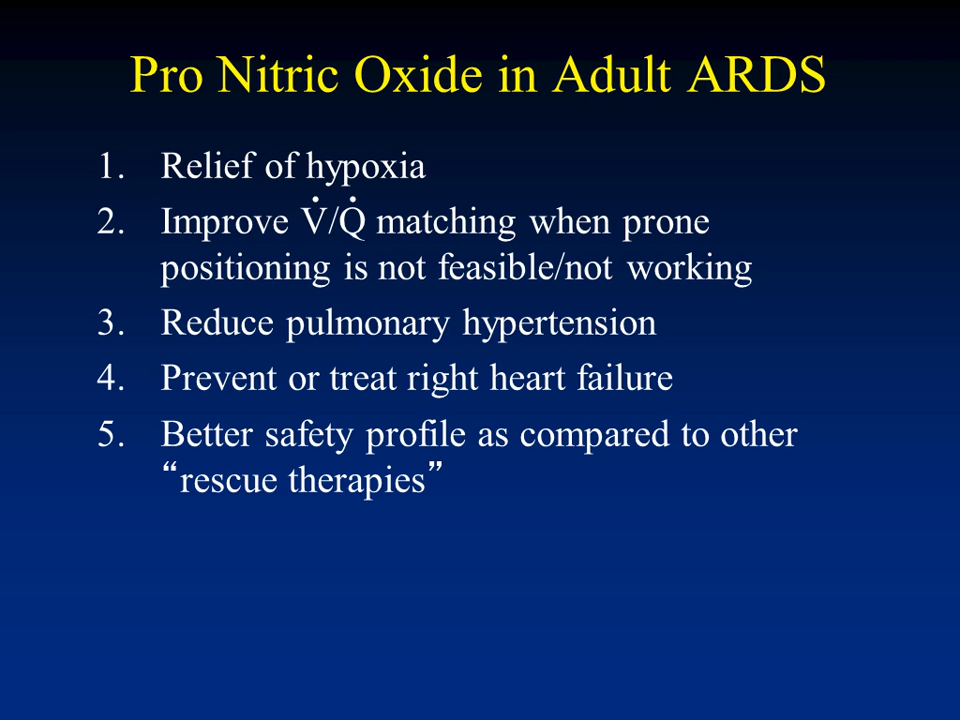 Pro Nitric Oxide in Adult ARDS
1. Relief of hypoxia
2. Improve V̇/Q̇ matching when prone
positioning is not feasible/not working
3. Reduce pulmonary hypertension
4. Prevent or treat right heart failure
5. Better safety profile as compared to other
“rescue therapies”